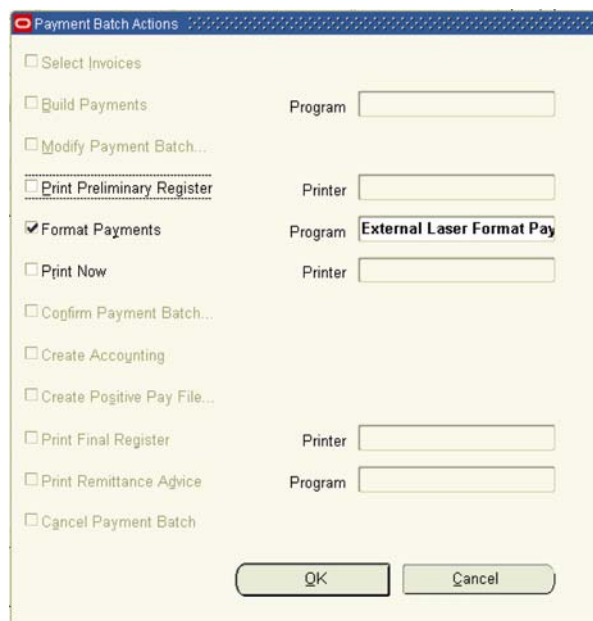 Payment Batch Actions
Select Invoices
Build Payments Program
Modify Payment Batch...
Print Preliminary Register Printer
Format Payments Program External Laser Format Pay
Print Now Printer
Confirm Payment Batch...
Create Accounting
Create Positive Pay File...
Print Final Register Printer
Print Remittance Advice Program
Cancel Payment Batch
OK Cancel